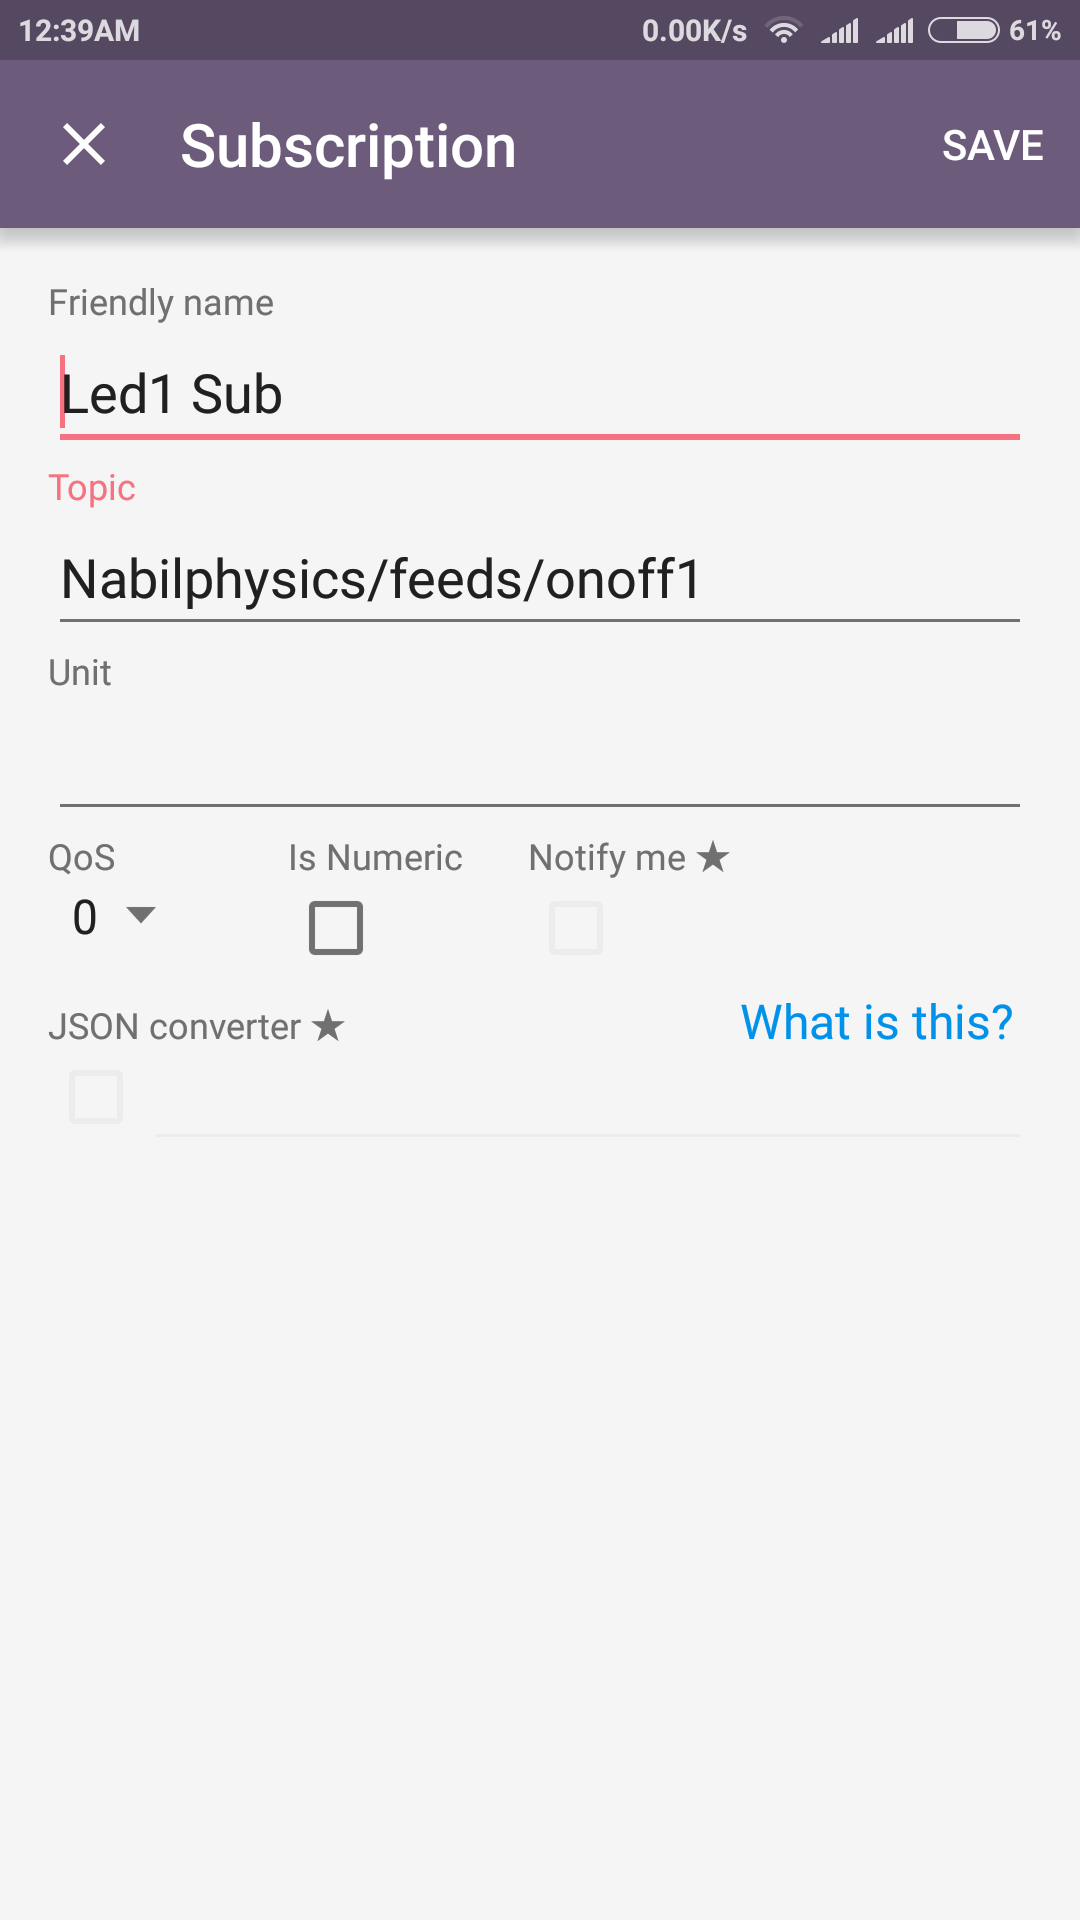 12:39AM 0.00K/s 61%
Subscription SAVE
Friendly name
Led1 Sub
Topic
Nabilphysics/feeds/onoff1
Unit
QoS Is Numeric Notify me ★
0
JSON converter ★ What is this?